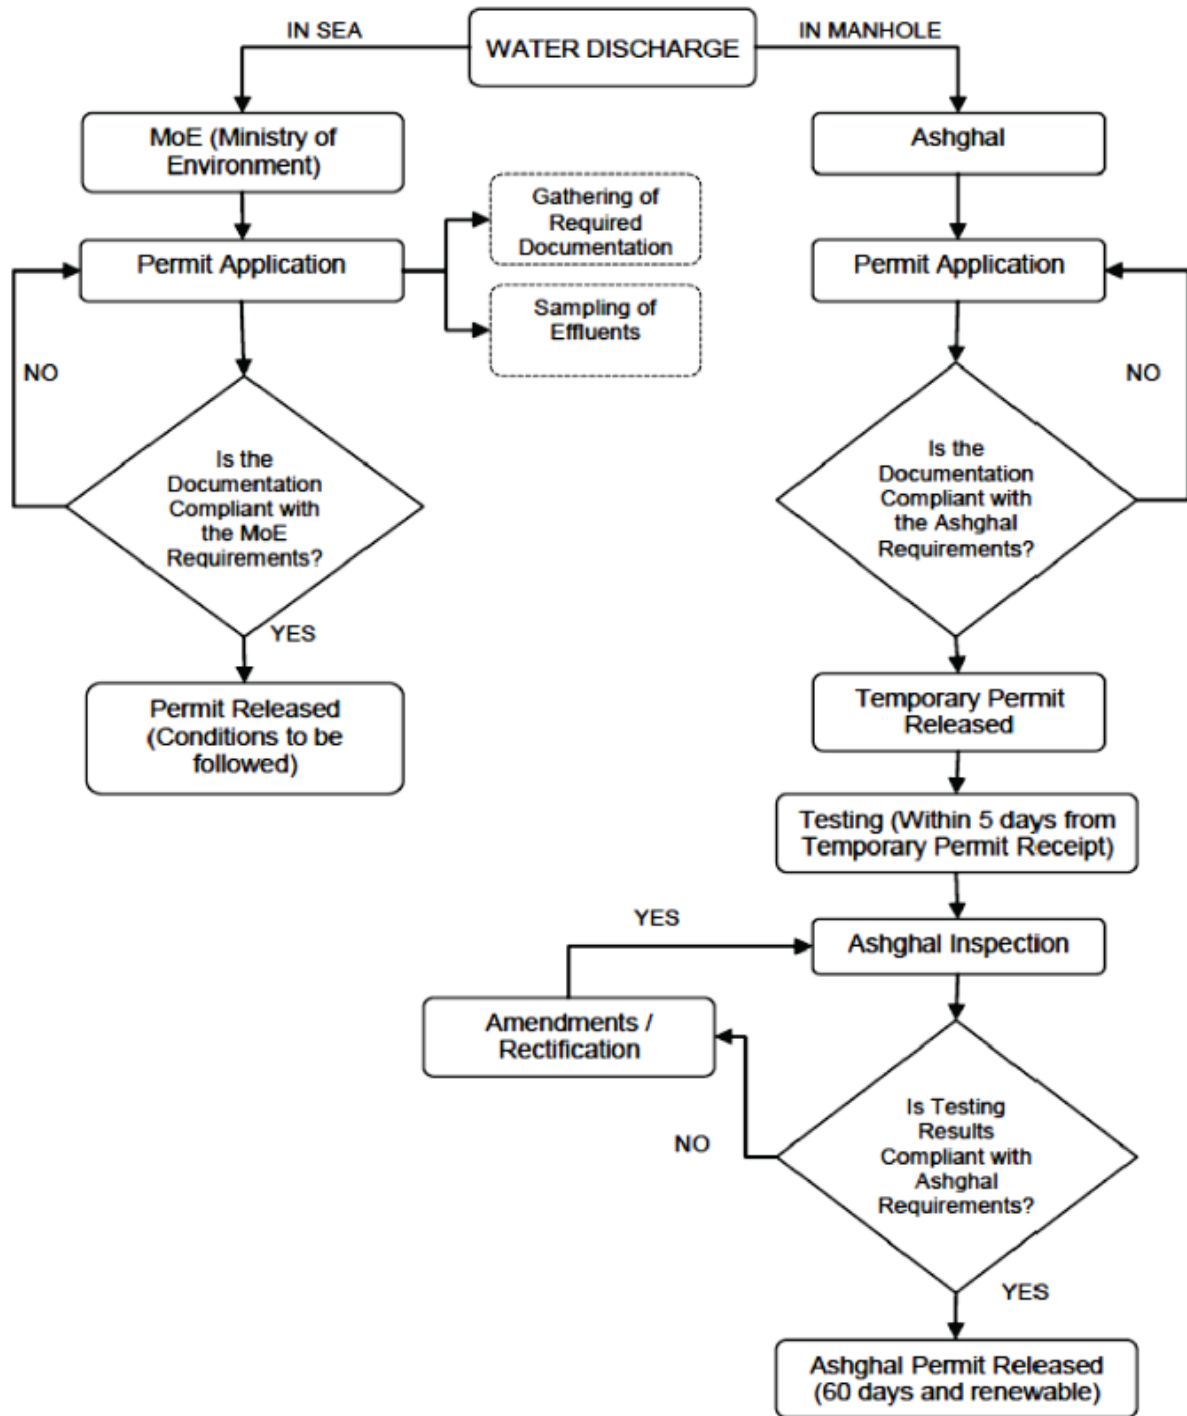 IN SEA
WATER DISCHARGE
IN MANHOLE
MoE (Ministry of
Environment)
Ashghal
Gathering of
Required
Documentation
Permit Application
Permit Application
Sampling of
Effluents
NO
NO
Is the
Documentation
Compliant with
the MoE
Requirements?
Is the
Documentation
Compliant with
the Ashghal
Requirements?
YES
Permit Released
(Conditions to be
followed)
Temporary Permit
Released
Testing (Within 5 days from
Temporary Permit Receipt)
YES
Ashghal Inspection
Amendments /
Rectification
NO
Is Testing
Results
Compliant with
Ashghal
Requirements?
YES
Ashghal Permit Released
(60 days and renewable)